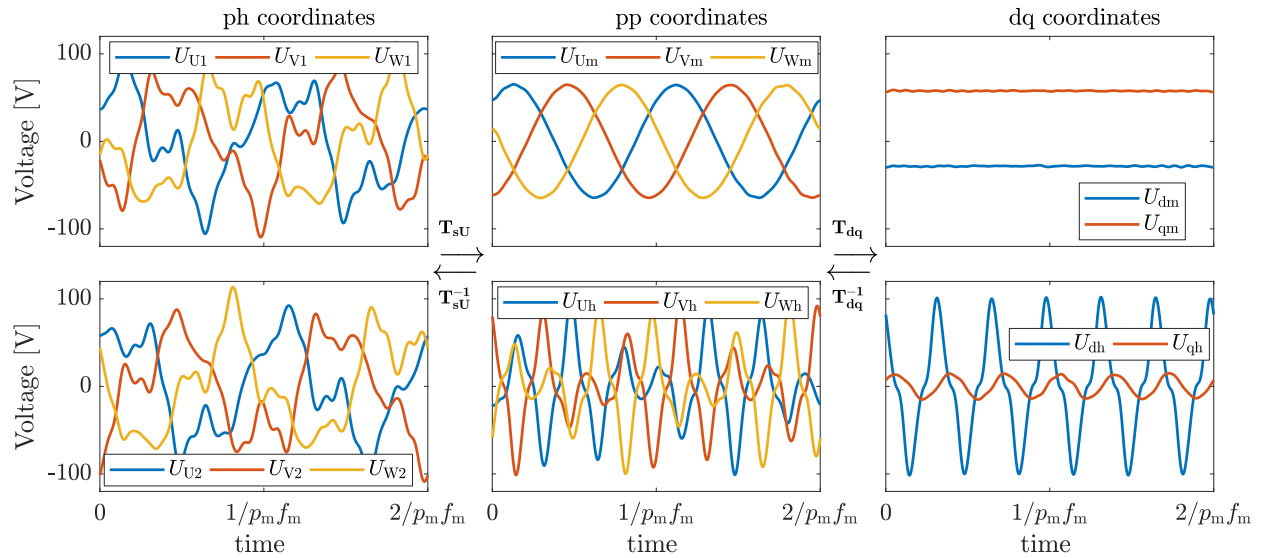 ph coordinates
pp coordinates
dq coordinates
Voltage [V]
100
0
-100
U_U1 U_V1 U_W1
U_Um U_Vm U_Wm
U_dm
U_qm
T_sU
T_sU^-1
T_dq
T_dq^-1
Voltage [V]
100
0
-100
U_U2 U_V2 U_W2
U_Uh U_Vh U_Wh
U_dh U_qh
0 1/p_m f_m 2/p_m f_m
0 1/p_m f_m 2/p_m f_m
0 1/p_m f_m 2/p_m f_m
time
time
time